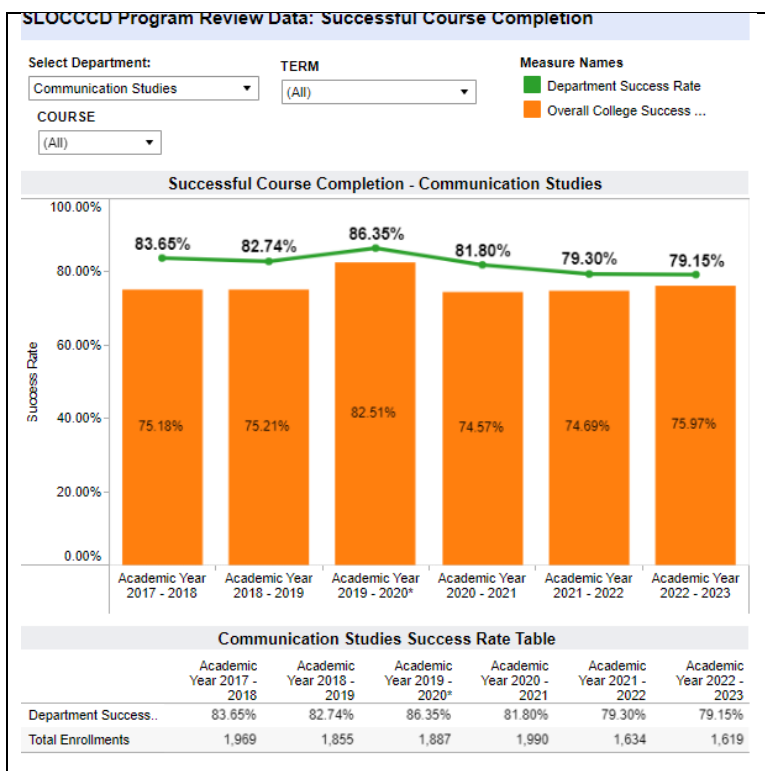 SLOCCCD Program Review Data: Successful Course Completion
Select Department:
Communication Studies
TERM
(All)
COURSE
(All)
Measure Names
Department Success Rate
Overall College Success ...
Successful Course Completion - Communication Studies
100.00%
80.00%
60.00%
40.00%
20.00%
0.00%
Success Rate
83.65%
82.74%
86.35%
81.80%
79.30%
79.15%
75.18%
75.21%
82.51%
74.57%
74.69%
75.97%
Academic Year
2017 - 2018
Academic Year
2018 - 2019
Academic Year
2019 - 2020*
Academic Year
2020 - 2021
Academic Year
2021 - 2022
Academic Year
2022 - 2023
Communication Studies Success Rate Table
Academic Academic Academic Academic Academic Academic
Year 2017 - Year 2018 - Year 2019 - Year 2020 - Year 2021 - Year 2022 -
2018 2019 2020* 2021 2022 2023
Department Success.. 83.65% 82.74% 86.35% 81.80% 79.30% 79.15%
Total Enrollments 1,969 1,855 1,887 1,990 1,634 1,619